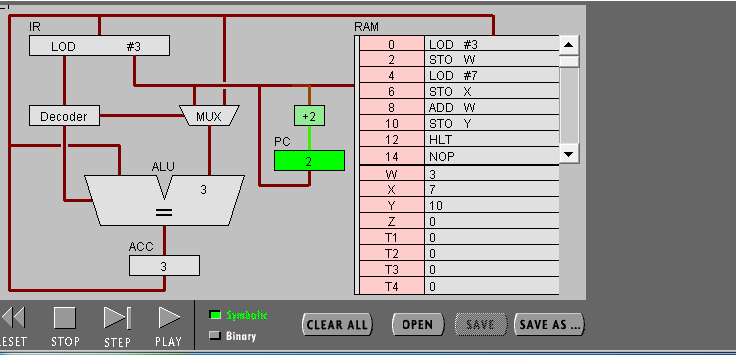 IR
LOD #3
Decoder
MUX
+2
PC
2
ALU
3
=
ACC
3
RAM
0 LOD #3
2 STO W
4 LOD #7
6 STO X
8 ADD W
10 STO Y
12 HLT
14 NOP
W 3
X 7
Y 10
Z 0
T1 0
T2 0
T3 0
T4 0
ESET
STOP
STEP
PLAY
Symbolic
Binary
CLEAR ALL
OPEN
SAVE
SAVE AS ...